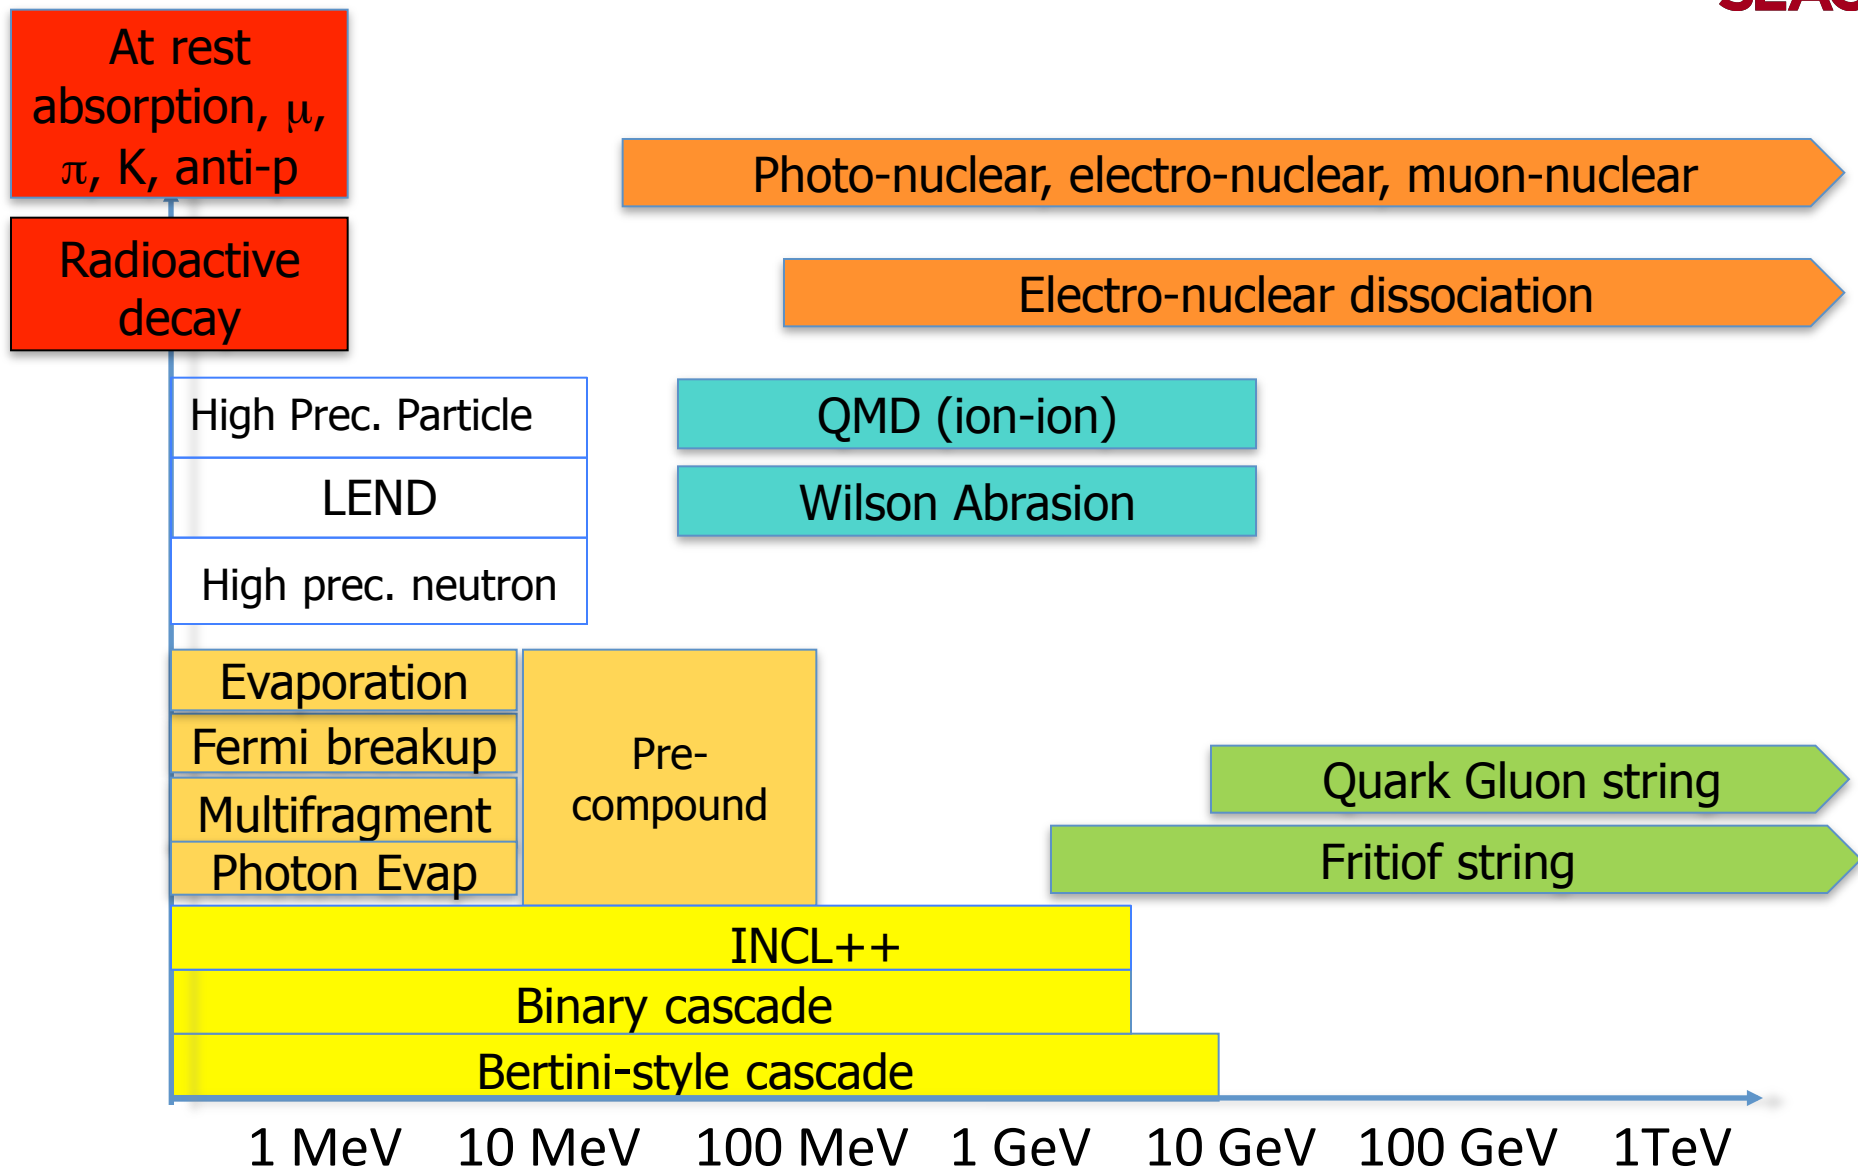 SLAC
At rest
absorption, μ,
π, K, anti-p
Photo-nuclear, electro-nuclear, muon-nuclear
Radioactive
decay
Electro-nuclear dissociation
High Prec. Particle
QMD (ion-ion)
LEND
Wilson Abrasion
High prec. neutron
Evaporation
Fermi breakup
Multifragment
Photon Evap
Pre-
compound
Quark Gluon string
Fritiof string
INCL++
Binary cascade
Bertini-style cascade
1 MeV 10 MeV 100 MeV 1 GeV 10 GeV 100 GeV 1TeV